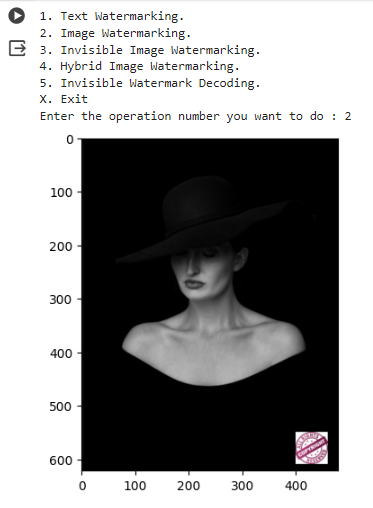 1. Text Watermarking.
2. Image Watermarking.
3. Invisible Image Watermarking.
4. Hybrid Image Watermarking.
5. Invisible Watermark Decoding.
X. Exit
Enter the operation number you want to do : 2
0
100
200
300
400
500
600
COPYRIGHT
0 100 200 300 400